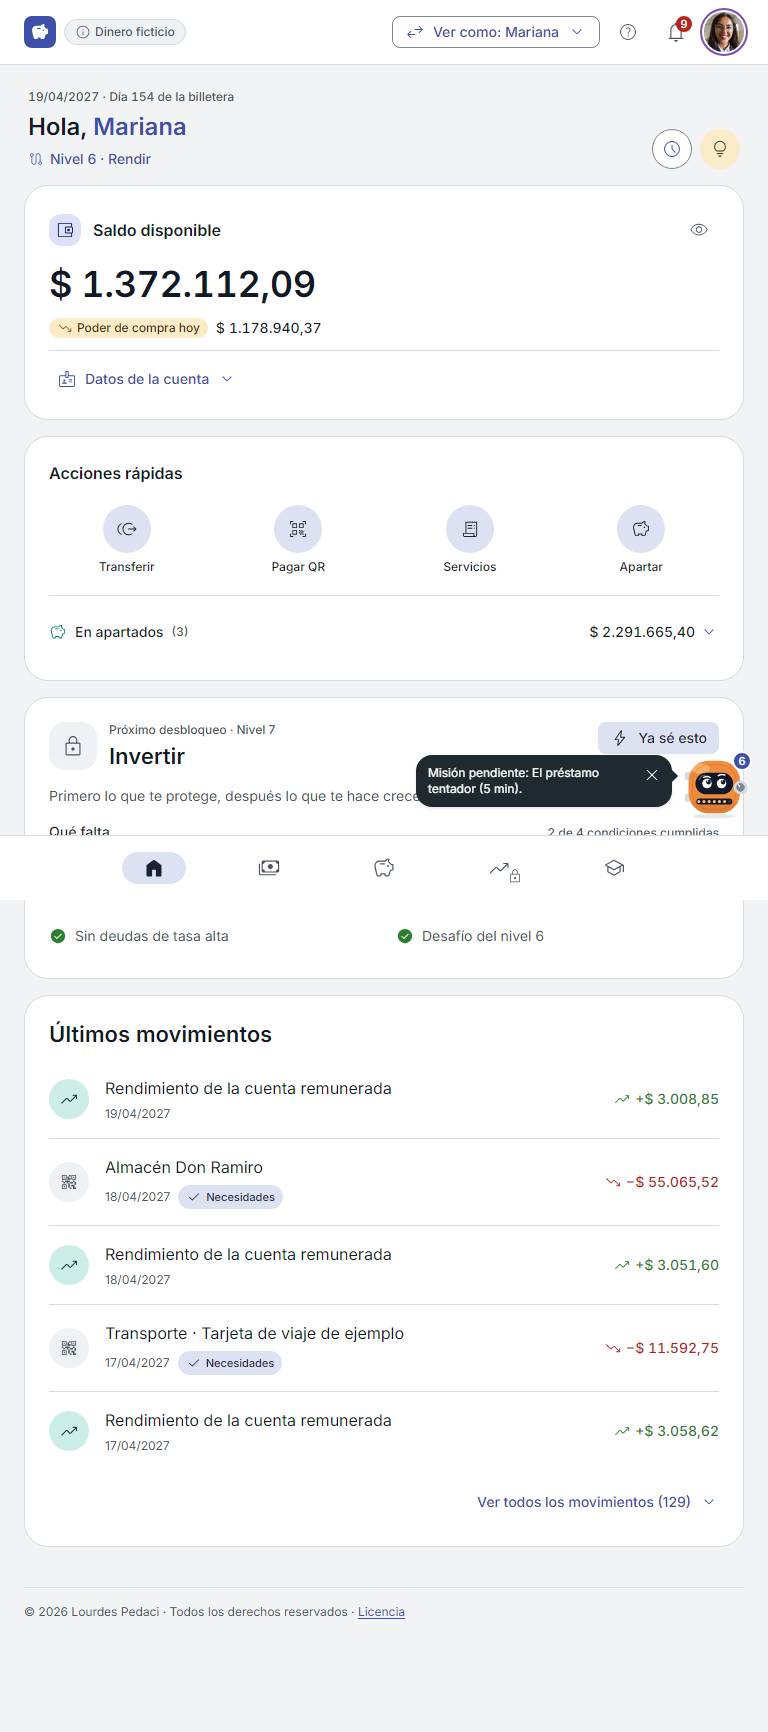 Dinero ficticio
Ver como: Mariana
9
19/04/2027 · Día 154 de la billetera
Hola, Mariana
Nivel 6 · Rendir
Saldo disponible
$ 1.372.112,09
Poder de compra hoy $ 1.178.940,37
Datos de la cuenta
Acciones rápidas
Transferir
Pagar QR
Servicios
Apartar
En apartados (3)
$ 2.291.665,40
Próximo desbloqueo · Nivel 7
Invertir
Ya sé esto
Misión pendiente: El préstamo
tentador (5 min).
6
Primero lo que te protege, después lo que te hace crece
Qué falta
2 de 4 condiciones cumplidas
Sin deudas de tasa alta
Desafío del nivel 6
Últimos movimientos
Rendimiento de la cuenta remunerada
19/04/2027
+$ 3.008,85
Almacén Don Ramiro
18/04/2027 Necesidades
−$ 55.065,52
Rendimiento de la cuenta remunerada
18/04/2027
+$ 3.051,60
Transporte · Tarjeta de viaje de ejemplo
17/04/2027 Necesidades
−$ 11.592,75
Rendimiento de la cuenta remunerada
17/04/2027
+$ 3.058,62
Ver todos los movimientos (129)
© 2026 Lourdes Pedaci · Todos los derechos reservados · Licencia